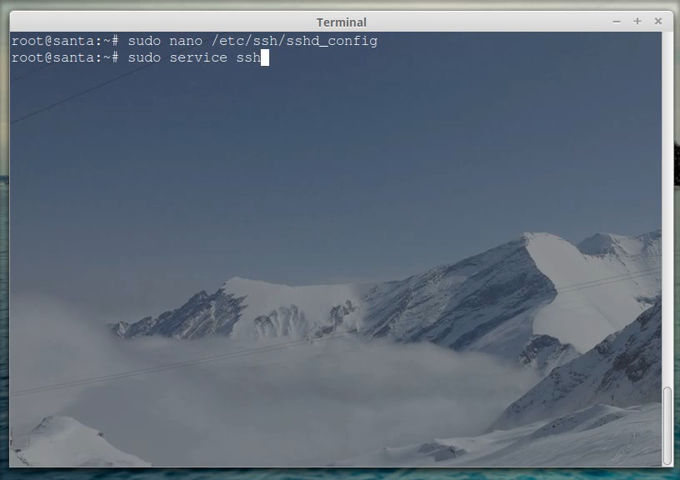 Terminal
root@santa:~# sudo nano /etc/ssh/sshd_config
root@santa:~# sudo service ssh